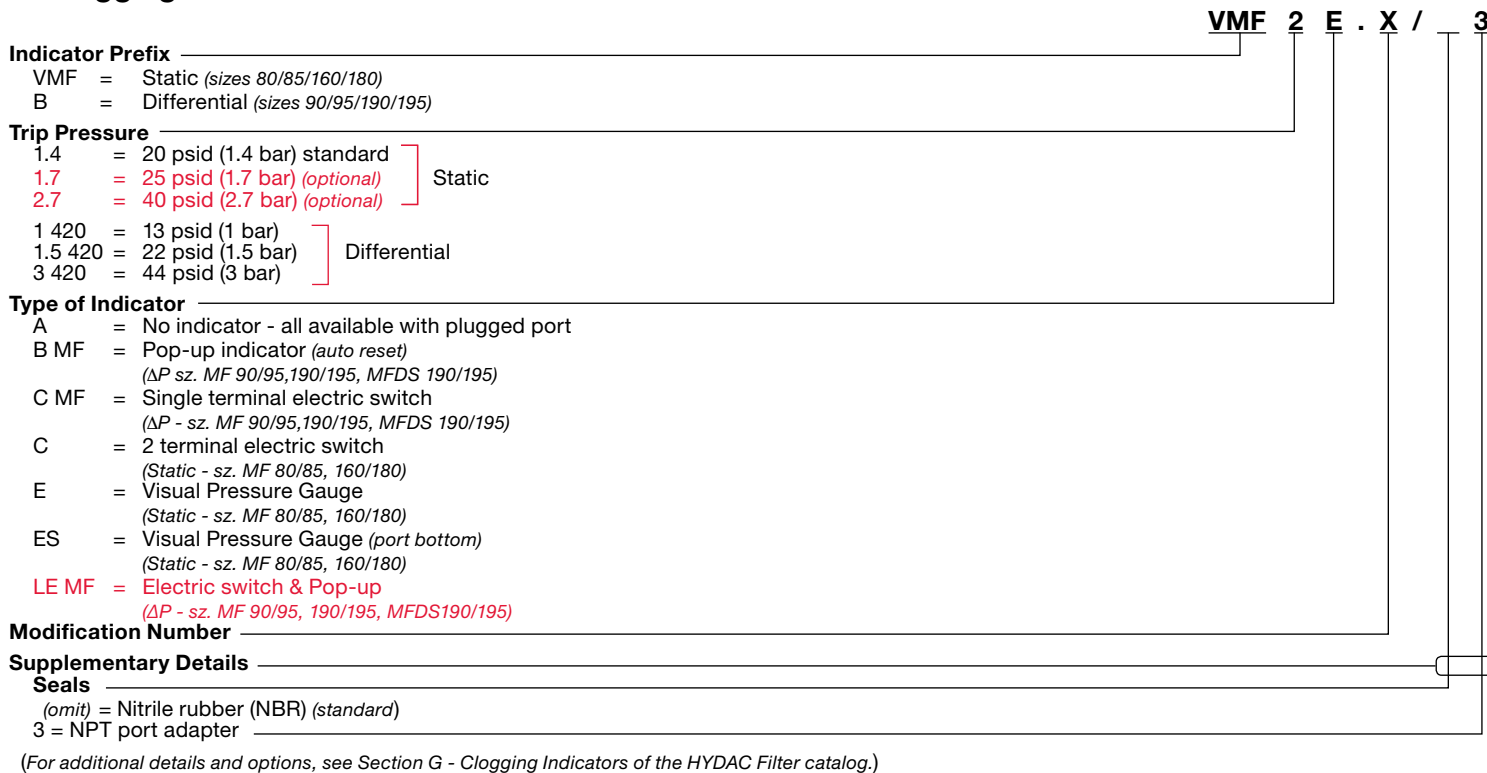 VMF 2 E . X / _ 3
Indicator Prefix
VMF = Static (sizes 80/85/160/180)
B = Differential (sizes 90/95/190/195)
Trip Pressure
1.4 = 20 psid (1.4 bar) standard
1.7 = 25 psid (1.7 bar) (optional)
Static
2.7 = 40 psid (2.7 bar) (optional)
1 420 = 13 psid (1 bar)
1.5 420 = 22 psid (1.5 bar)
Differential
3 420 = 44 psid (3 bar)
Type of Indicator
A = No indicator - all available with plugged port
B MF = Pop-up indicator (auto reset)
(ΔP sz. MF 90/95,190/195, MFDS 190/195)
C MF = Single terminal electric switch
(ΔP - sz. MF 90/95,190/195, MFDS 190/195)
C = 2 terminal electric switch
(Static - sz. MF 80/85, 160/180)
E = Visual Pressure Gauge
(Static - sz. MF 80/85, 160/180)
ES = Visual Pressure Gauge (port bottom)
(Static - sz. MF 80/85, 160/180)
LE MF = Electric switch & Pop-up
(ΔP - sz. MF 90/95, 190/195, MFDS190/195)
Modification Number
Supplementary Details
Seals
(omit) = Nitrile rubber (NBR) (standard)
3 = NPT port adapter
(For additional details and options, see Section G - Clogging Indicators of the HYDAC Filter catalog.)